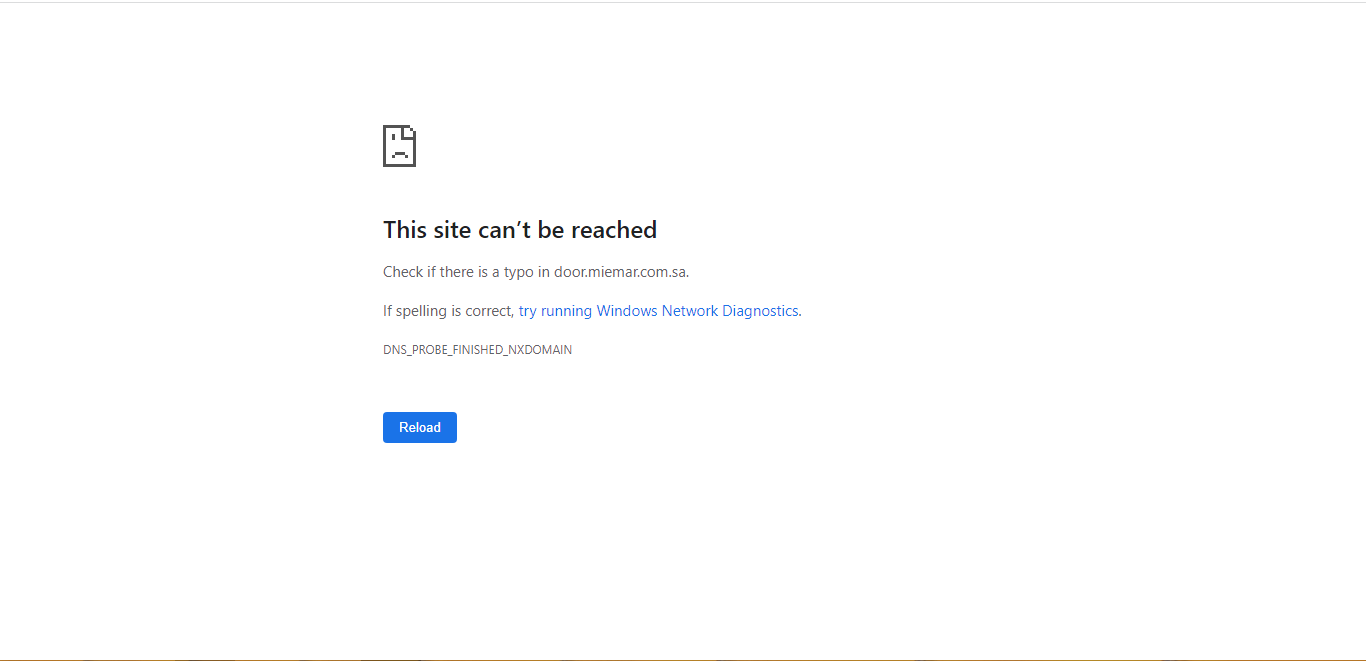 This site can’t be reached
Check if there is a typo in door.miemar.com.sa.
If spelling is correct, try running Windows Network Diagnostics.
DNS_PROBE_FINISHED_NXDOMAIN
Reload